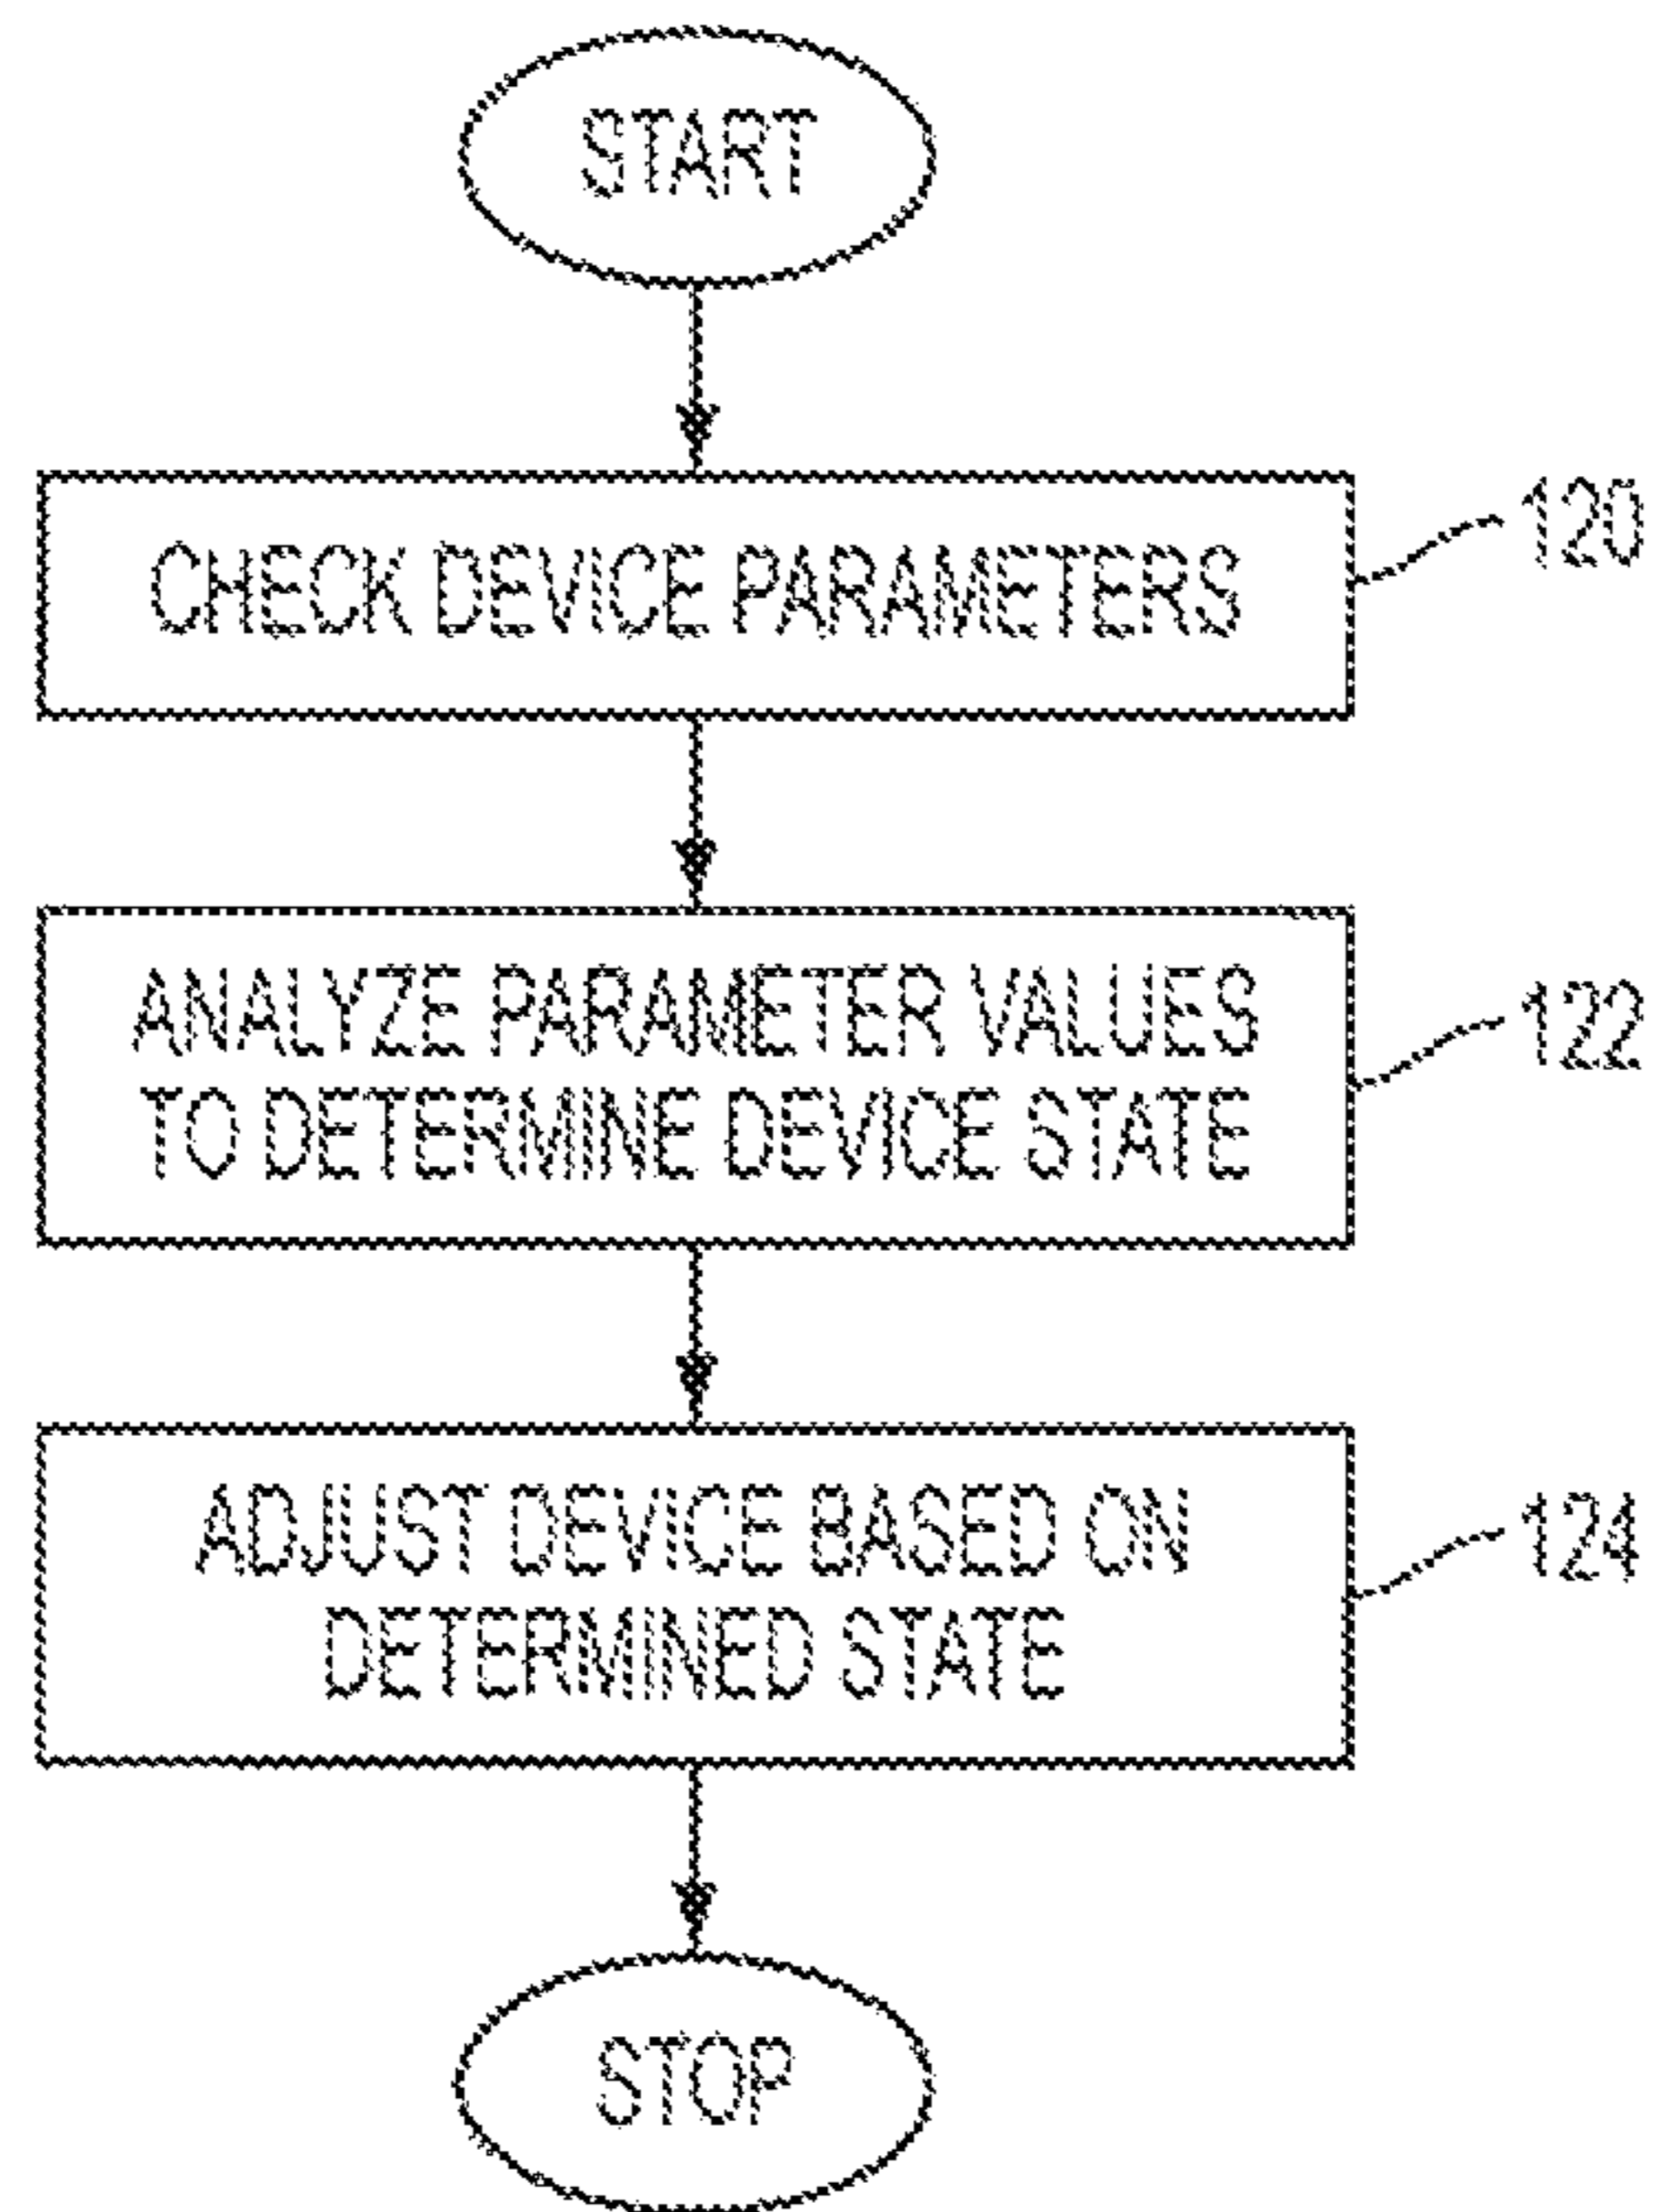 START
CHECK DEVICE PARAMETERS
120
ANALYZE PARAMETER VALUES
TO DETERMINE DEVICE STATE
122
ADJUST DEVICE BASED ON
DETERMINED STATE
124
STOP